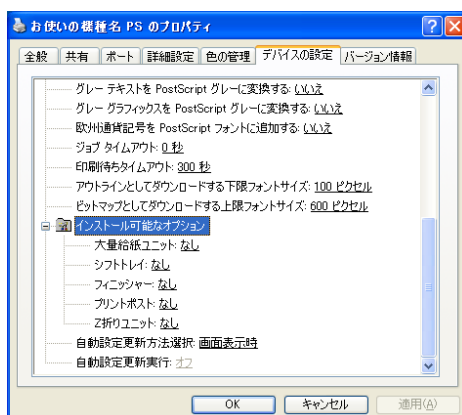 お使いの機種名 PS のプロパティ
全般 共有 ポート 詳細設定 色の管理 デバイスの設定 バージョン情報
グレー テキストを PostScript グレーに変換する: いいえ
グレー グラフィックスを PostScript グレーに変換する: いいえ
欧州通貨記号を PostScript フォントに追加する: いいえ
ジョブ タイムアウト: 0 秒
印刷待ちタイムアウト: 300 秒
アウトラインとしてダウンロードする下限フォントサイズ: 100 ピクセル
ビットマップとしてダウンロードする上限フォントサイズ: 600 ピクセル
インストール可能なオプション
大量給紙ユニット: なし
シフトトレイ: なし
フィニッシャー: なし
プリントポスト: なし
Z折りユニット: なし
自動設定更新方法選択: 画面表示時
自動設定更新実行: オフ
OK キャンセル 適用(A)